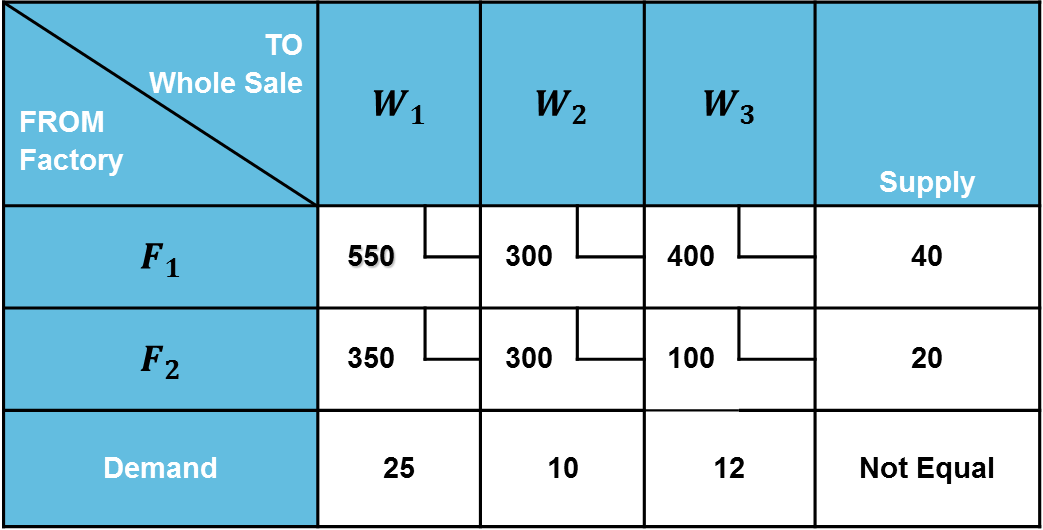 TO
Whole Sale
FROM
Factory
W₁ W₂ W₃ Supply
F₁ 550 300 400 40
F₂ 350 300 100 20
Demand 25 10 12 Not Equal